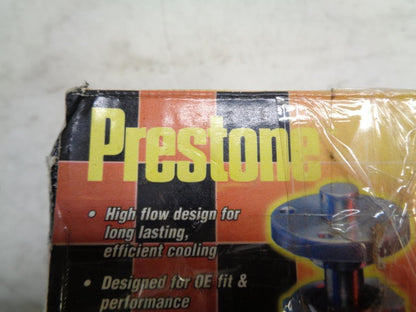 Prestone
• High flow design for
long lasting,
efficient cooling
• Designed for OE fit &
performance